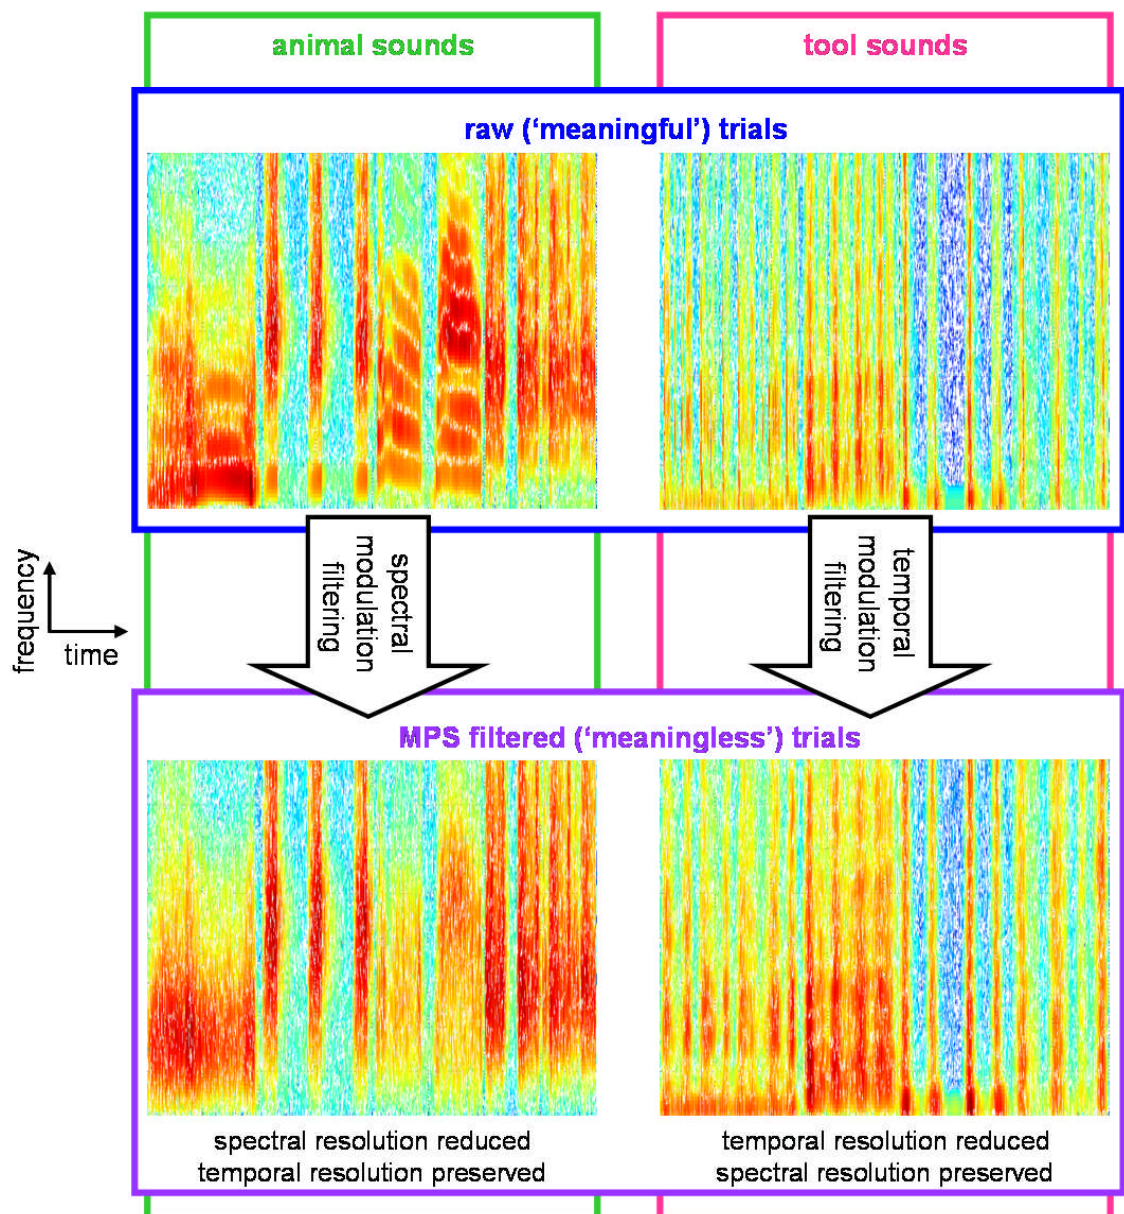 animal sounds
tool sounds
raw (‘meaningful’) trials
spectral
modulation
filtering
temporal
modulation
filtering
frequency
time
MPS filtered (‘meaningless’) trials
spectral resolution reduced
temporal resolution preserved
temporal resolution reduced
spectral resolution preserved